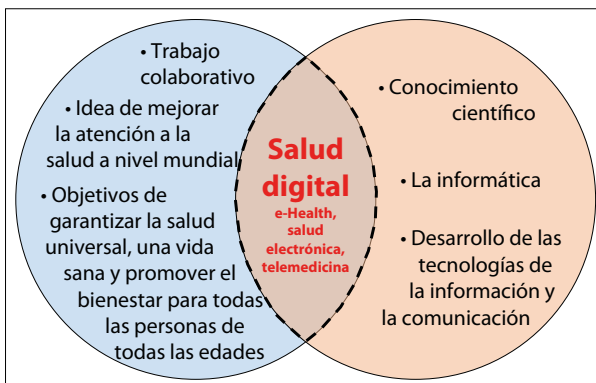 • Trabajo
colaborativo
• Idea de mejorar
la atención a la
salud a nivel mundial
• Objetivos de
garantizar la salud
universal, una vida
sana y promover el
bienestar para todas
las personas de
todas las edades
Salud
digital
e-Health,
salud
electrónica,
telemedicina
• Conocimiento
científico
• La informática
• Desarrollo de las
tecnologías de
la información y
la comunicación